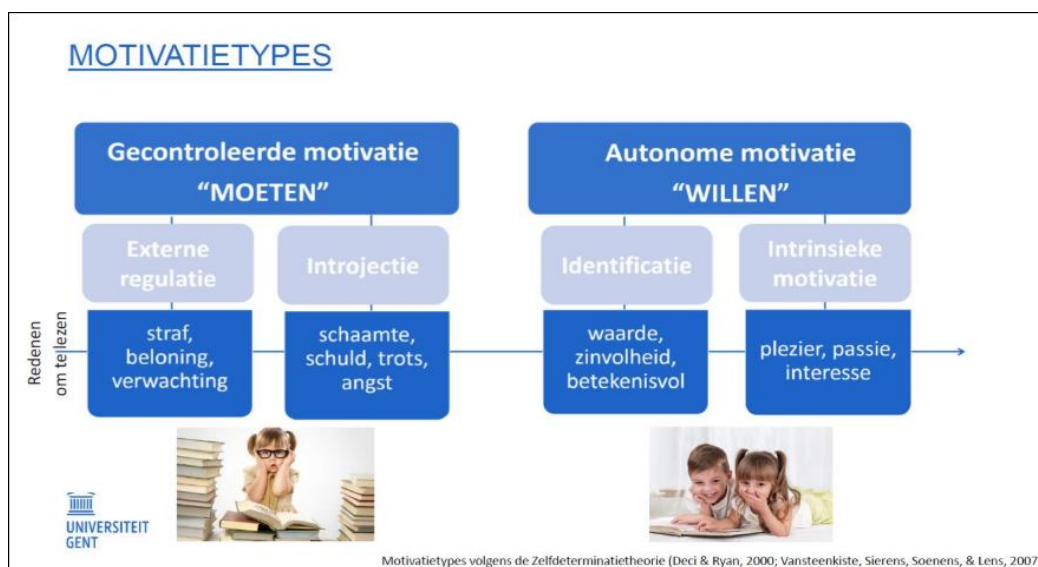 MOTIVATIETYPES
Gecontroleerde motivatie
“MOETEN”
Autonome motivatie
“WILLEN”
Externe
regulatie
Introjectie
Identificatie
Intrinsieke
motivatie
Redenen
om te lezen
straf,
beloning,
verwachting
schaamte,
schuld, trots,
angst
waarde,
zinvolheid,
betekenisvol
plezier, passie,
interesse
UNIVERSITEIT
GENT
Motivatietypes volgens de Zelfdeterminatietheorie (Deci & Ryan, 2000; Vansteenkiste, Sierens, Soenens, & Lens, 2007